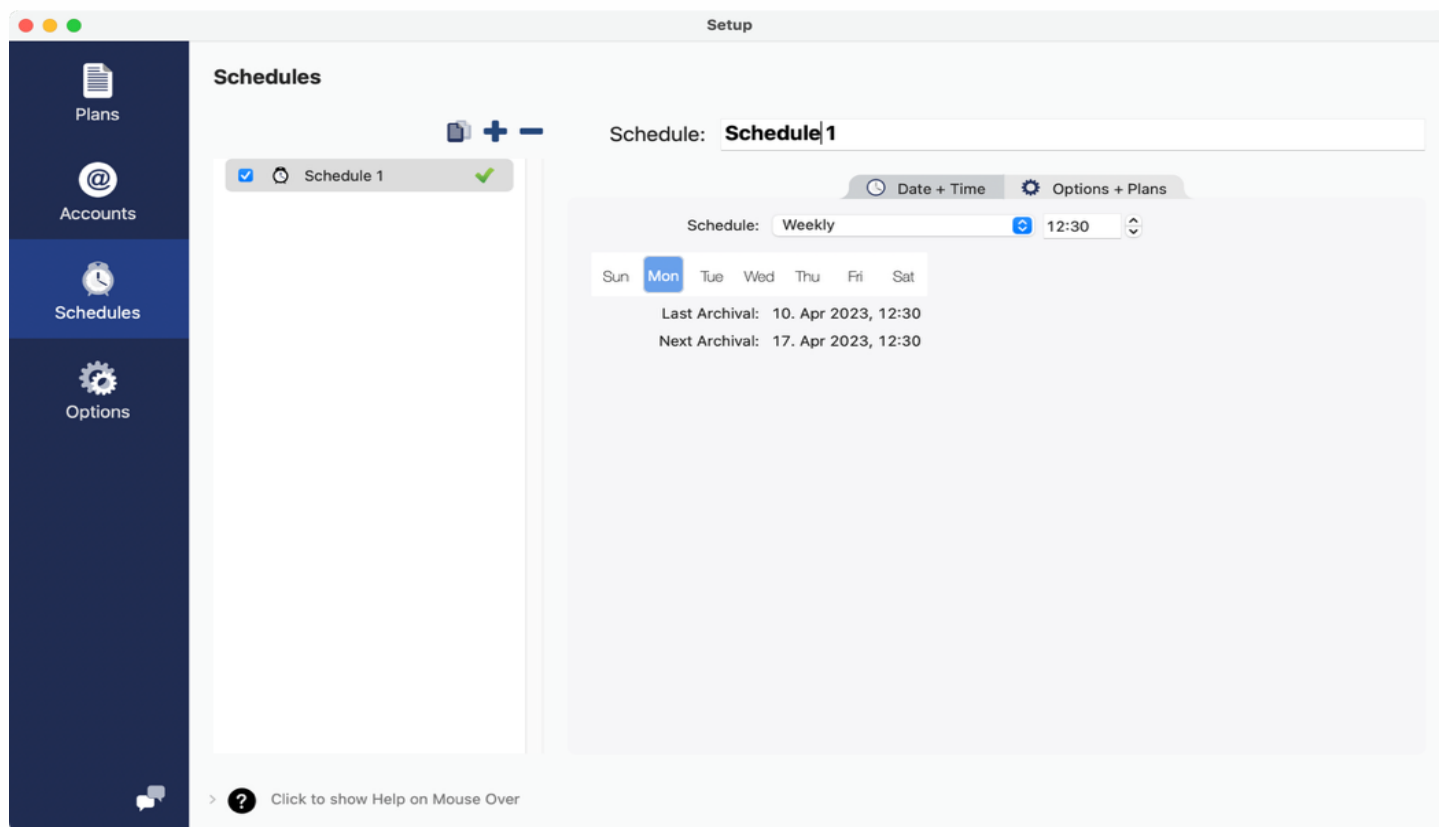 Setup
Plans
Accounts
Schedules
Options
Schedules
Schedule 1
Schedule: Schedule 1
Date + Time Options + Plans
Schedule: Weekly 12:30
Sun Mon Tue Wed Thu Fri Sat
Last Archival: 10. Apr 2023, 12:30
Next Archival: 17. Apr 2023, 12:30
> ? Click to show Help on Mouse Over